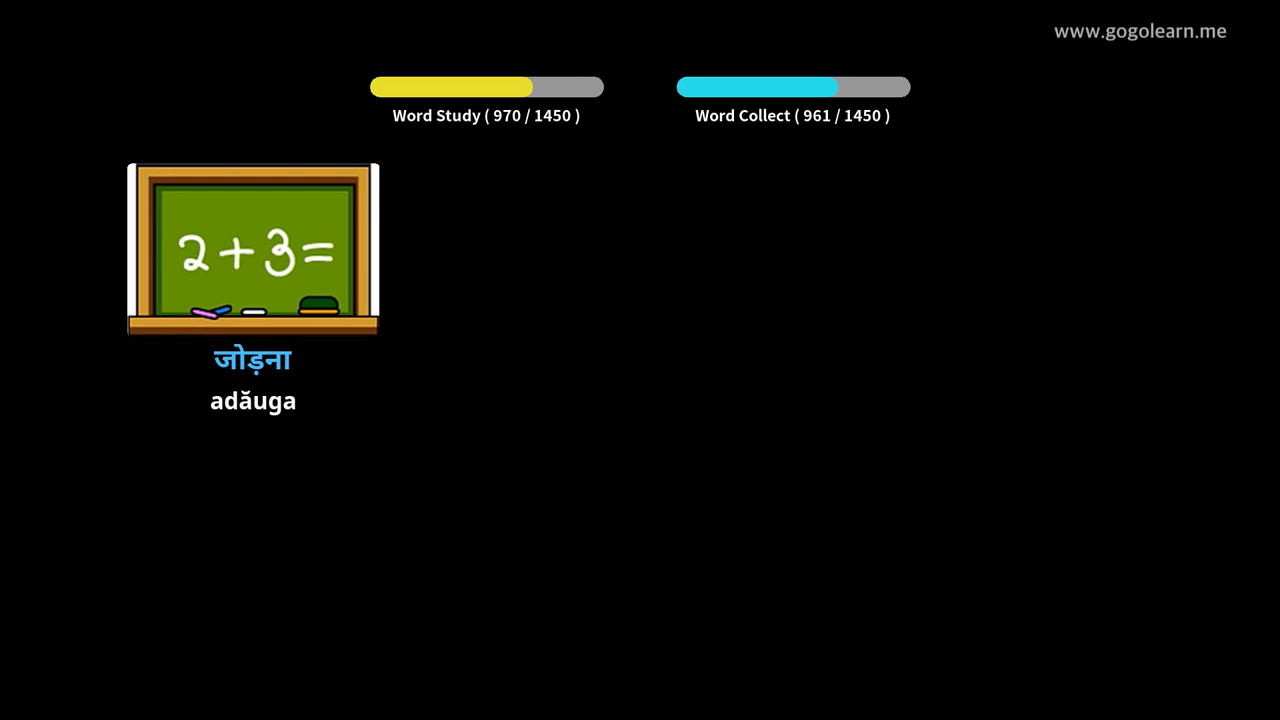 www.gogolearn.me
Word Study ( 970 / 1450 )
Word Collect ( 961 / 1450 )
2+3=
जोड़ना
adăuga